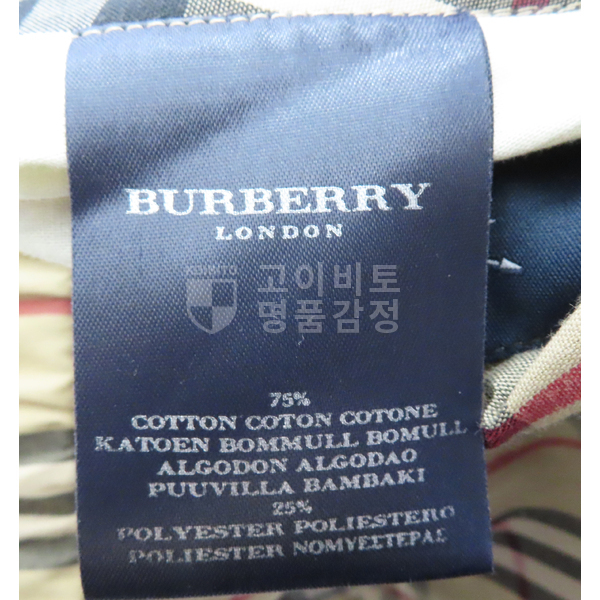 BURBERRY
LONDON
고이비토
명품감정
75%
COTTON COTON COTONE
KATOEN BOMMULL BOMULL
ALGODON ALGODAO
PUUVILLA BAMBAKI
25%
POLYESTER POLIESTERO
POLIESTER ΝΟΜΥΕΣΤΕΡΑΣ